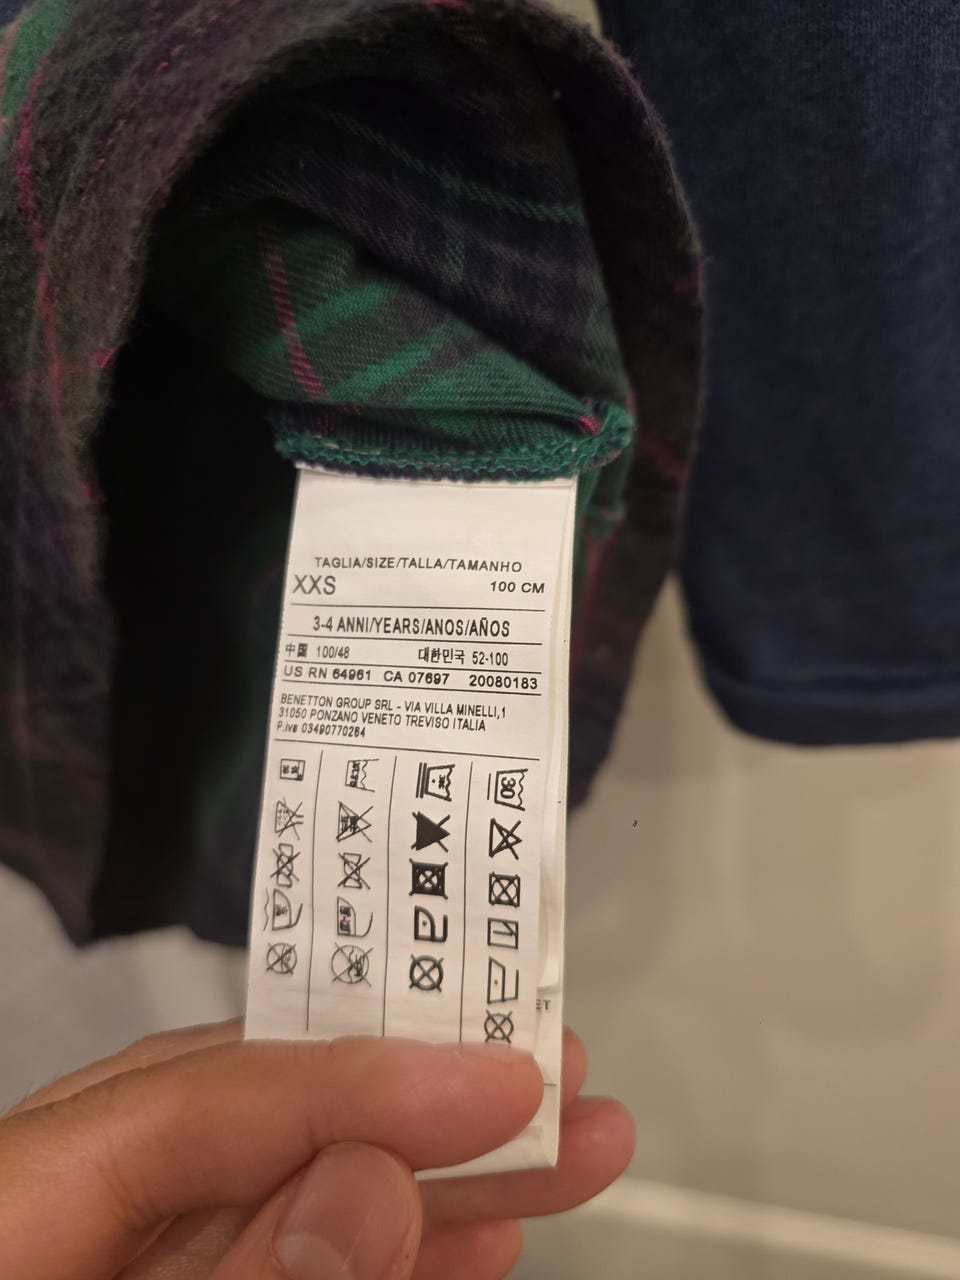 TAGLIA/SIZE/TALLA/TAMANHO
XXS 100 CM
3-4 ANNI/YEARS/ANOS/AÑOS
中国 100/48 대한민국 52-100
US RN 64961 CA 07697 20080183
BENETTON GROUP SRL - VIA VILLA MINELLI,1
31050 PONZANO VENETO TREVISO ITALIA
P.iva 03490770264
30
ET